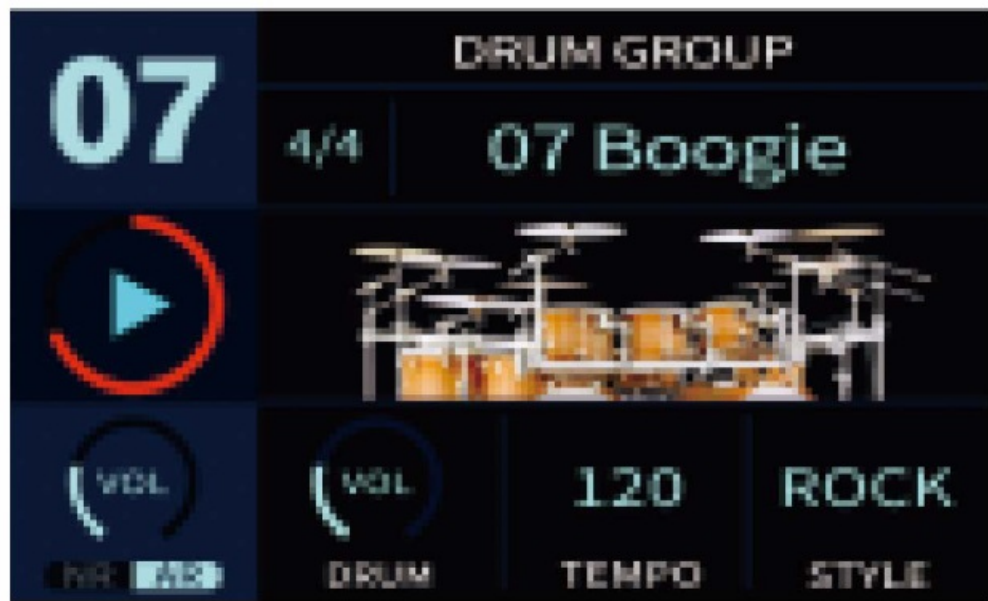 07
DRUM GROUP
4/4
07 Boogie
VOL
VOL
120
ROCK
DRUM
TEMPO
STYLE